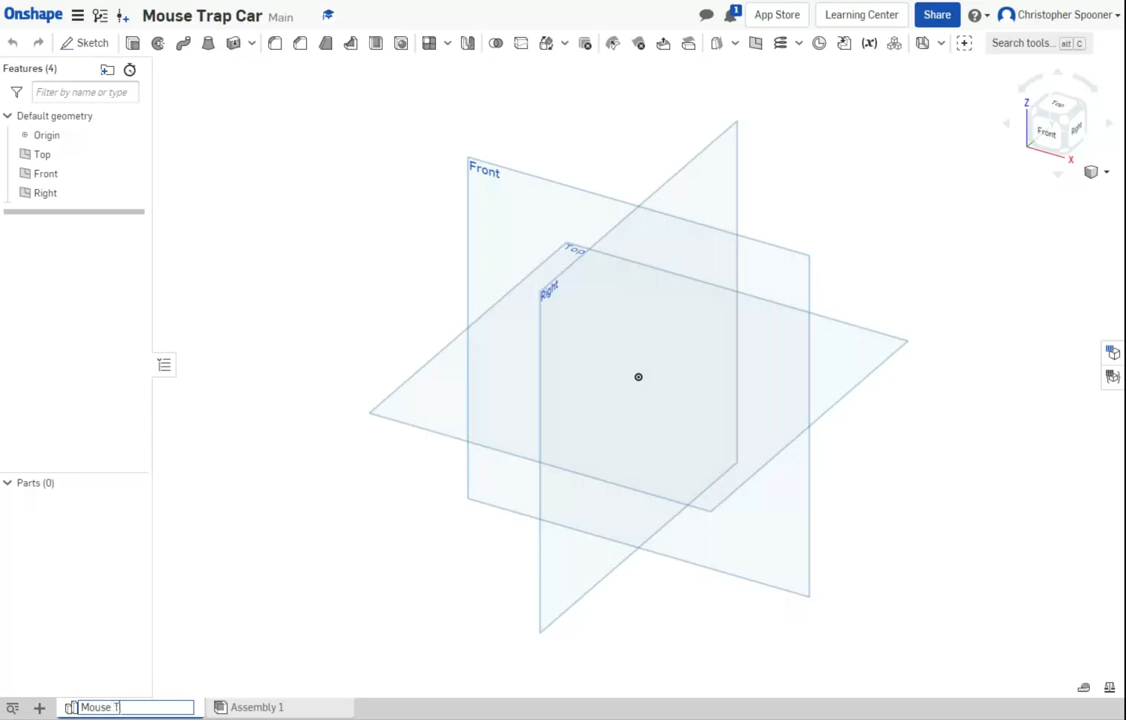 Onshape Mouse Trap Car Main 1 App Store Learning Center Share Christopher Spooner
Sketch (x) Search tools... alt C
Features (4)
Filter by name or type
Default geometry
Origin
Top
Front
Right
Parts (0)
Front
Top
Right
Top
Z
Front
Right
X
Mouse T
Assembly 1